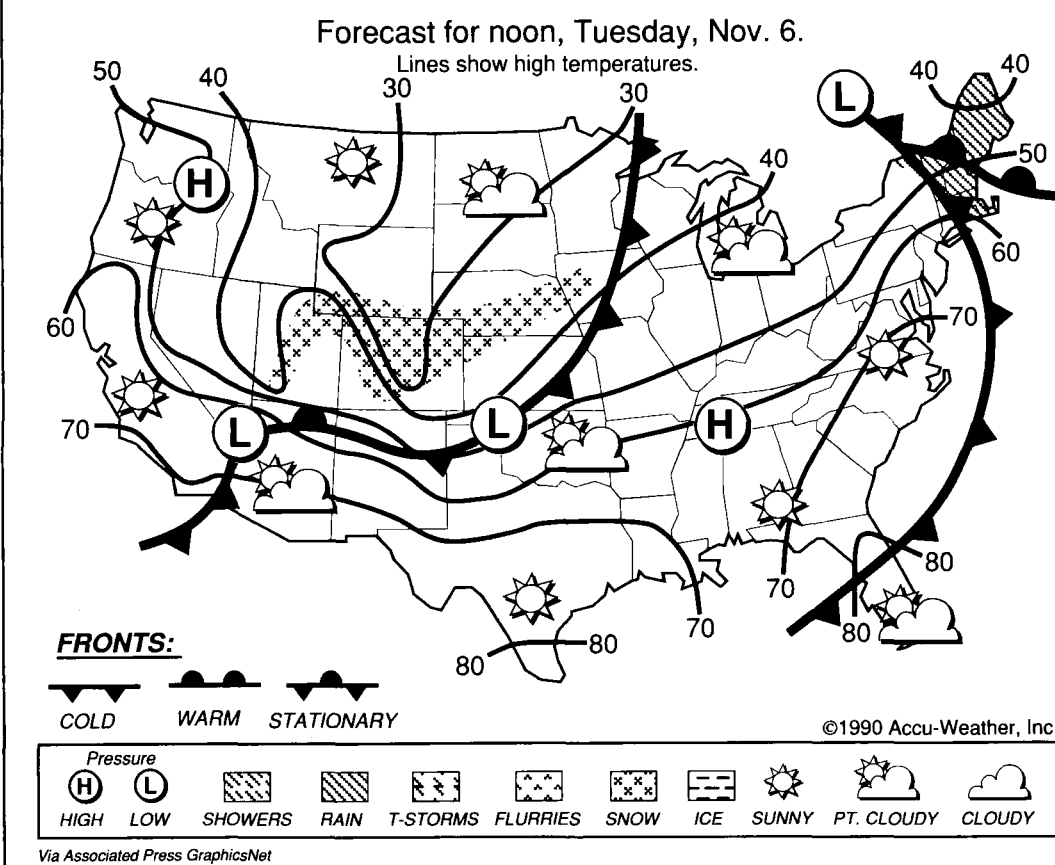 Forecast for noon, Tuesday, Nov. 6.
Lines show high temperatures.
50
40
30
30
40
40
40
50
60
70
H
L
60
70
L
L
H
70
80
80
80
80
70
FRONTS:
COLD
WARM
STATIONARY
©1990 Accu-Weather, Inc
Pressure
H
L
HIGH
LOW
SHOWERS
RAIN
T-STORMS
FLURRIES
SNOW
ICE
SUNNY
PT. CLOUDY
CLOUDY
Via Associated Press GraphicsNet